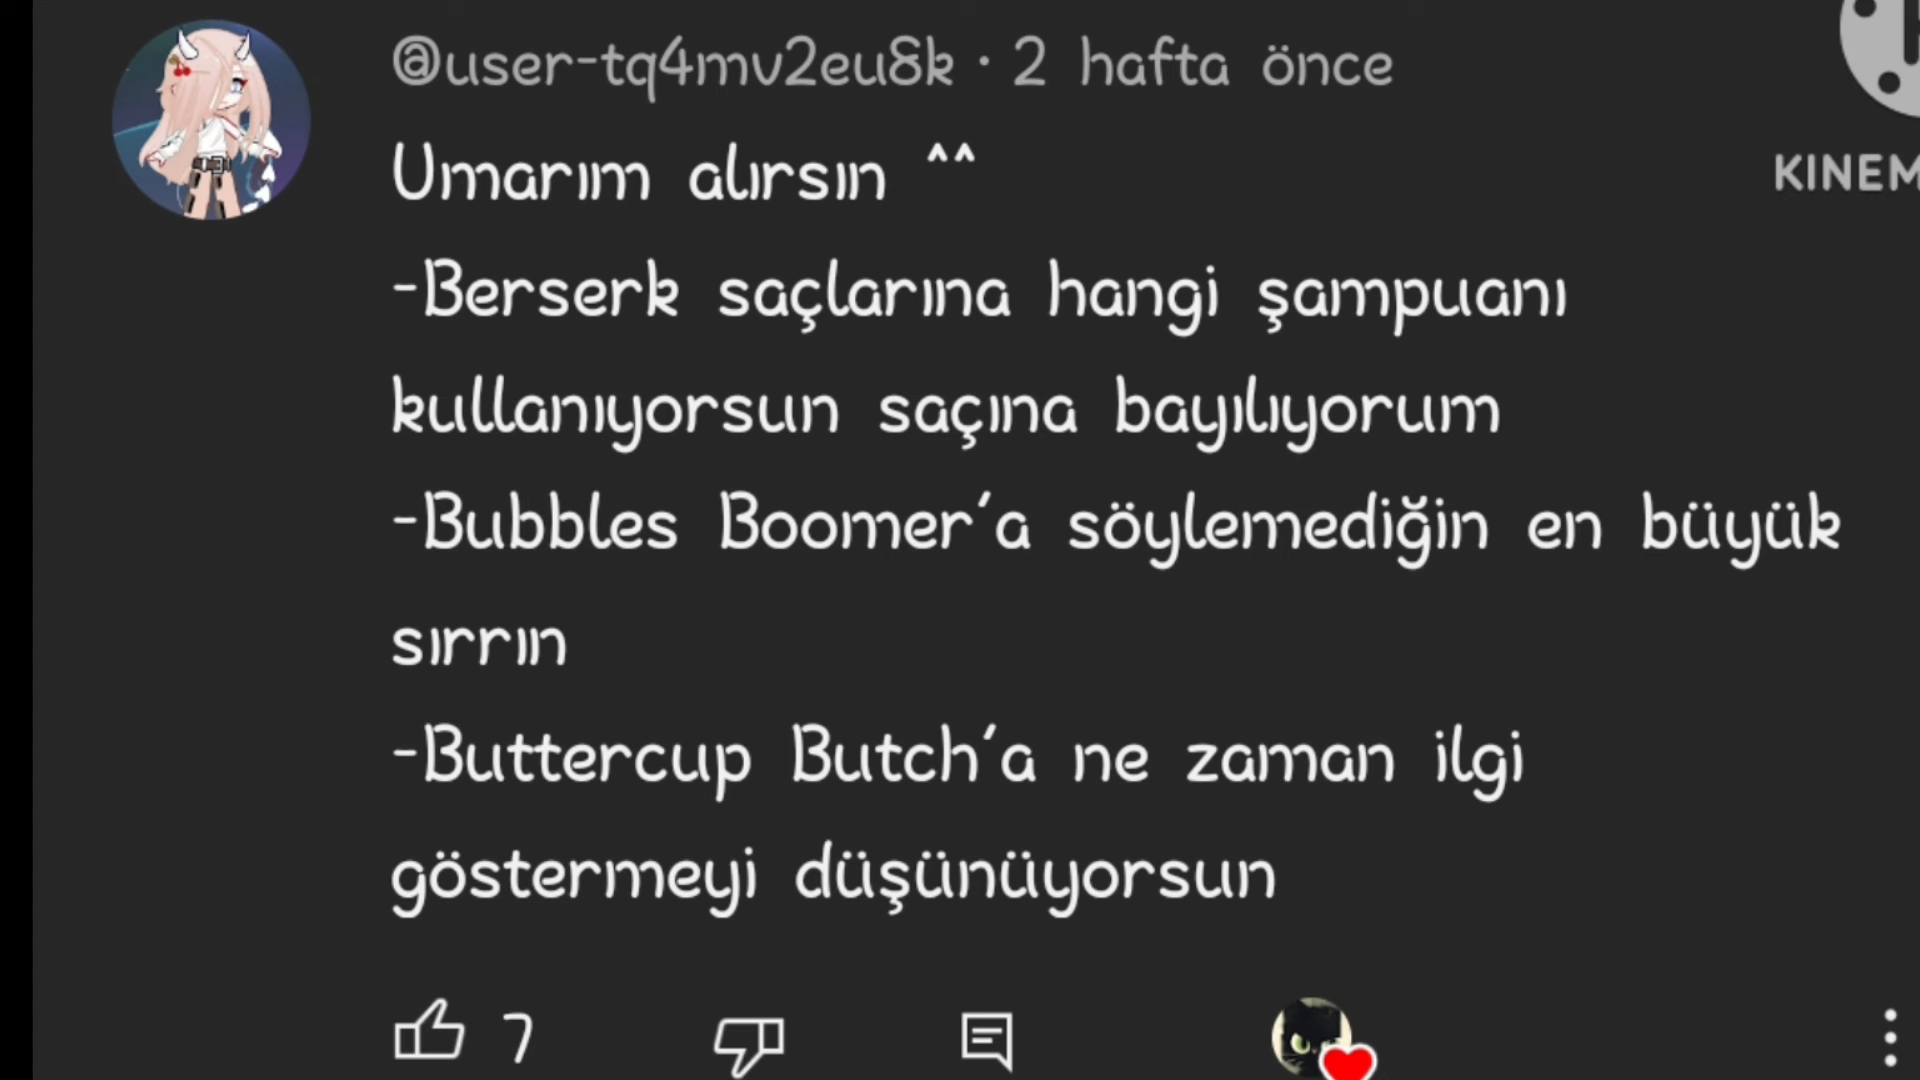 @user-tq4mv2eu8k · 2 hafta önce
Umarım alırsın ^^
KINEM
-Berserk saçlarına hangi şampuanı
kullanıyorsun saçına bayılıyorum
-Bubbles Boomer'a söylemediğin en büyük
sırrın
-Buttercup Butch'a ne zaman ilgi
göstermeyi düşünüyorsun
7